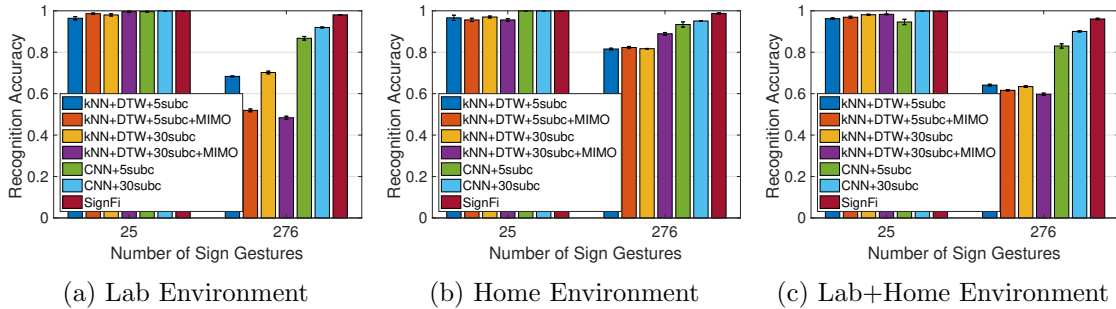 1
0.8
0.6
0.4
0.2
0
Recognition Accuracy
kNN+DTW+5subc
kNN+DTW+5subc+MIMO
kNN+DTW+30subc
kNN+DTW+30subc+MIMO
CNN+5subc
CNN+30subc
SignFi
25
276
Number of Sign Gestures
(a) Lab Environment
1
0.8
0.6
0.4
0.2
0
Recognition Accuracy
kNN+DTW+5subc
kNN+DTW+5subc+MIMO
kNN+DTW+30subc
kNN+DTW+30subc+MIMO
CNN+5subc
CNN+30subc
SignFi
25
276
Number of Sign Gestures
(b) Home Environment
1
0.8
0.6
0.4
0.2
0
Recognition Accuracy
kNN+DTW+5subc
kNN+DTW+5subc+MIMO
kNN+DTW+30subc
kNN+DTW+30subc+MIMO
CNN+5subc
CNN+30subc
SignFi
25
276
Number of Sign Gestures
(c) Lab+Home Environment